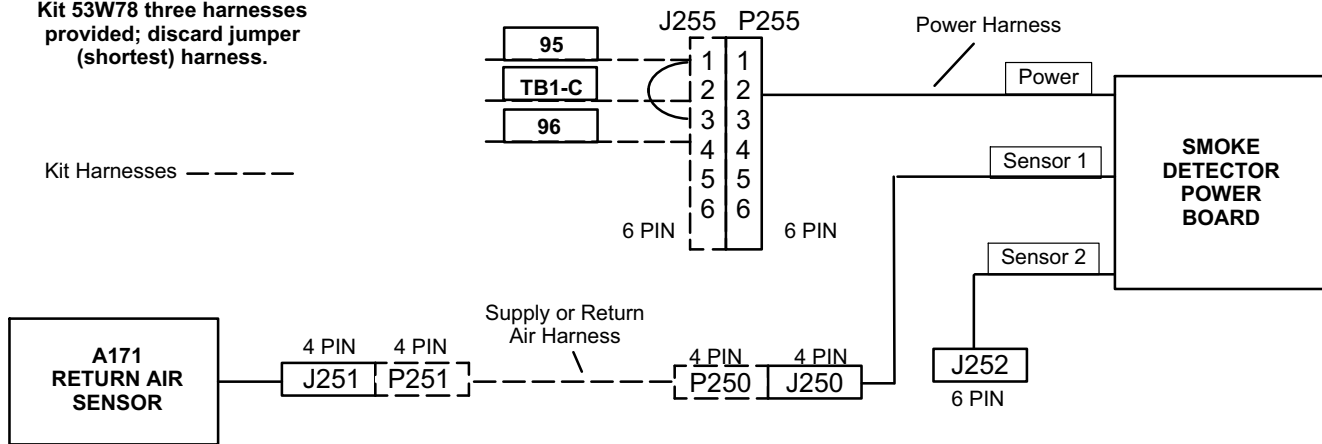 Kit 53W78 three harnesses
provided; discard jumper
(shortest) harness.
Kit Harnesses
J255 P255
95
TB1-C
96
1 1
2 2
3 3
4 4
5 5
6 6
6 PIN 6 PIN
Power Harness
Power
Sensor 1
Sensor 2
SMOKE
DETECTOR
POWER
BOARD
A171
RETURN AIR
SENSOR
4 PIN 4 PIN
J251 P251
Supply or Return
Air Harness
4 PIN 4 PIN
P250 J250
J252
6 PIN